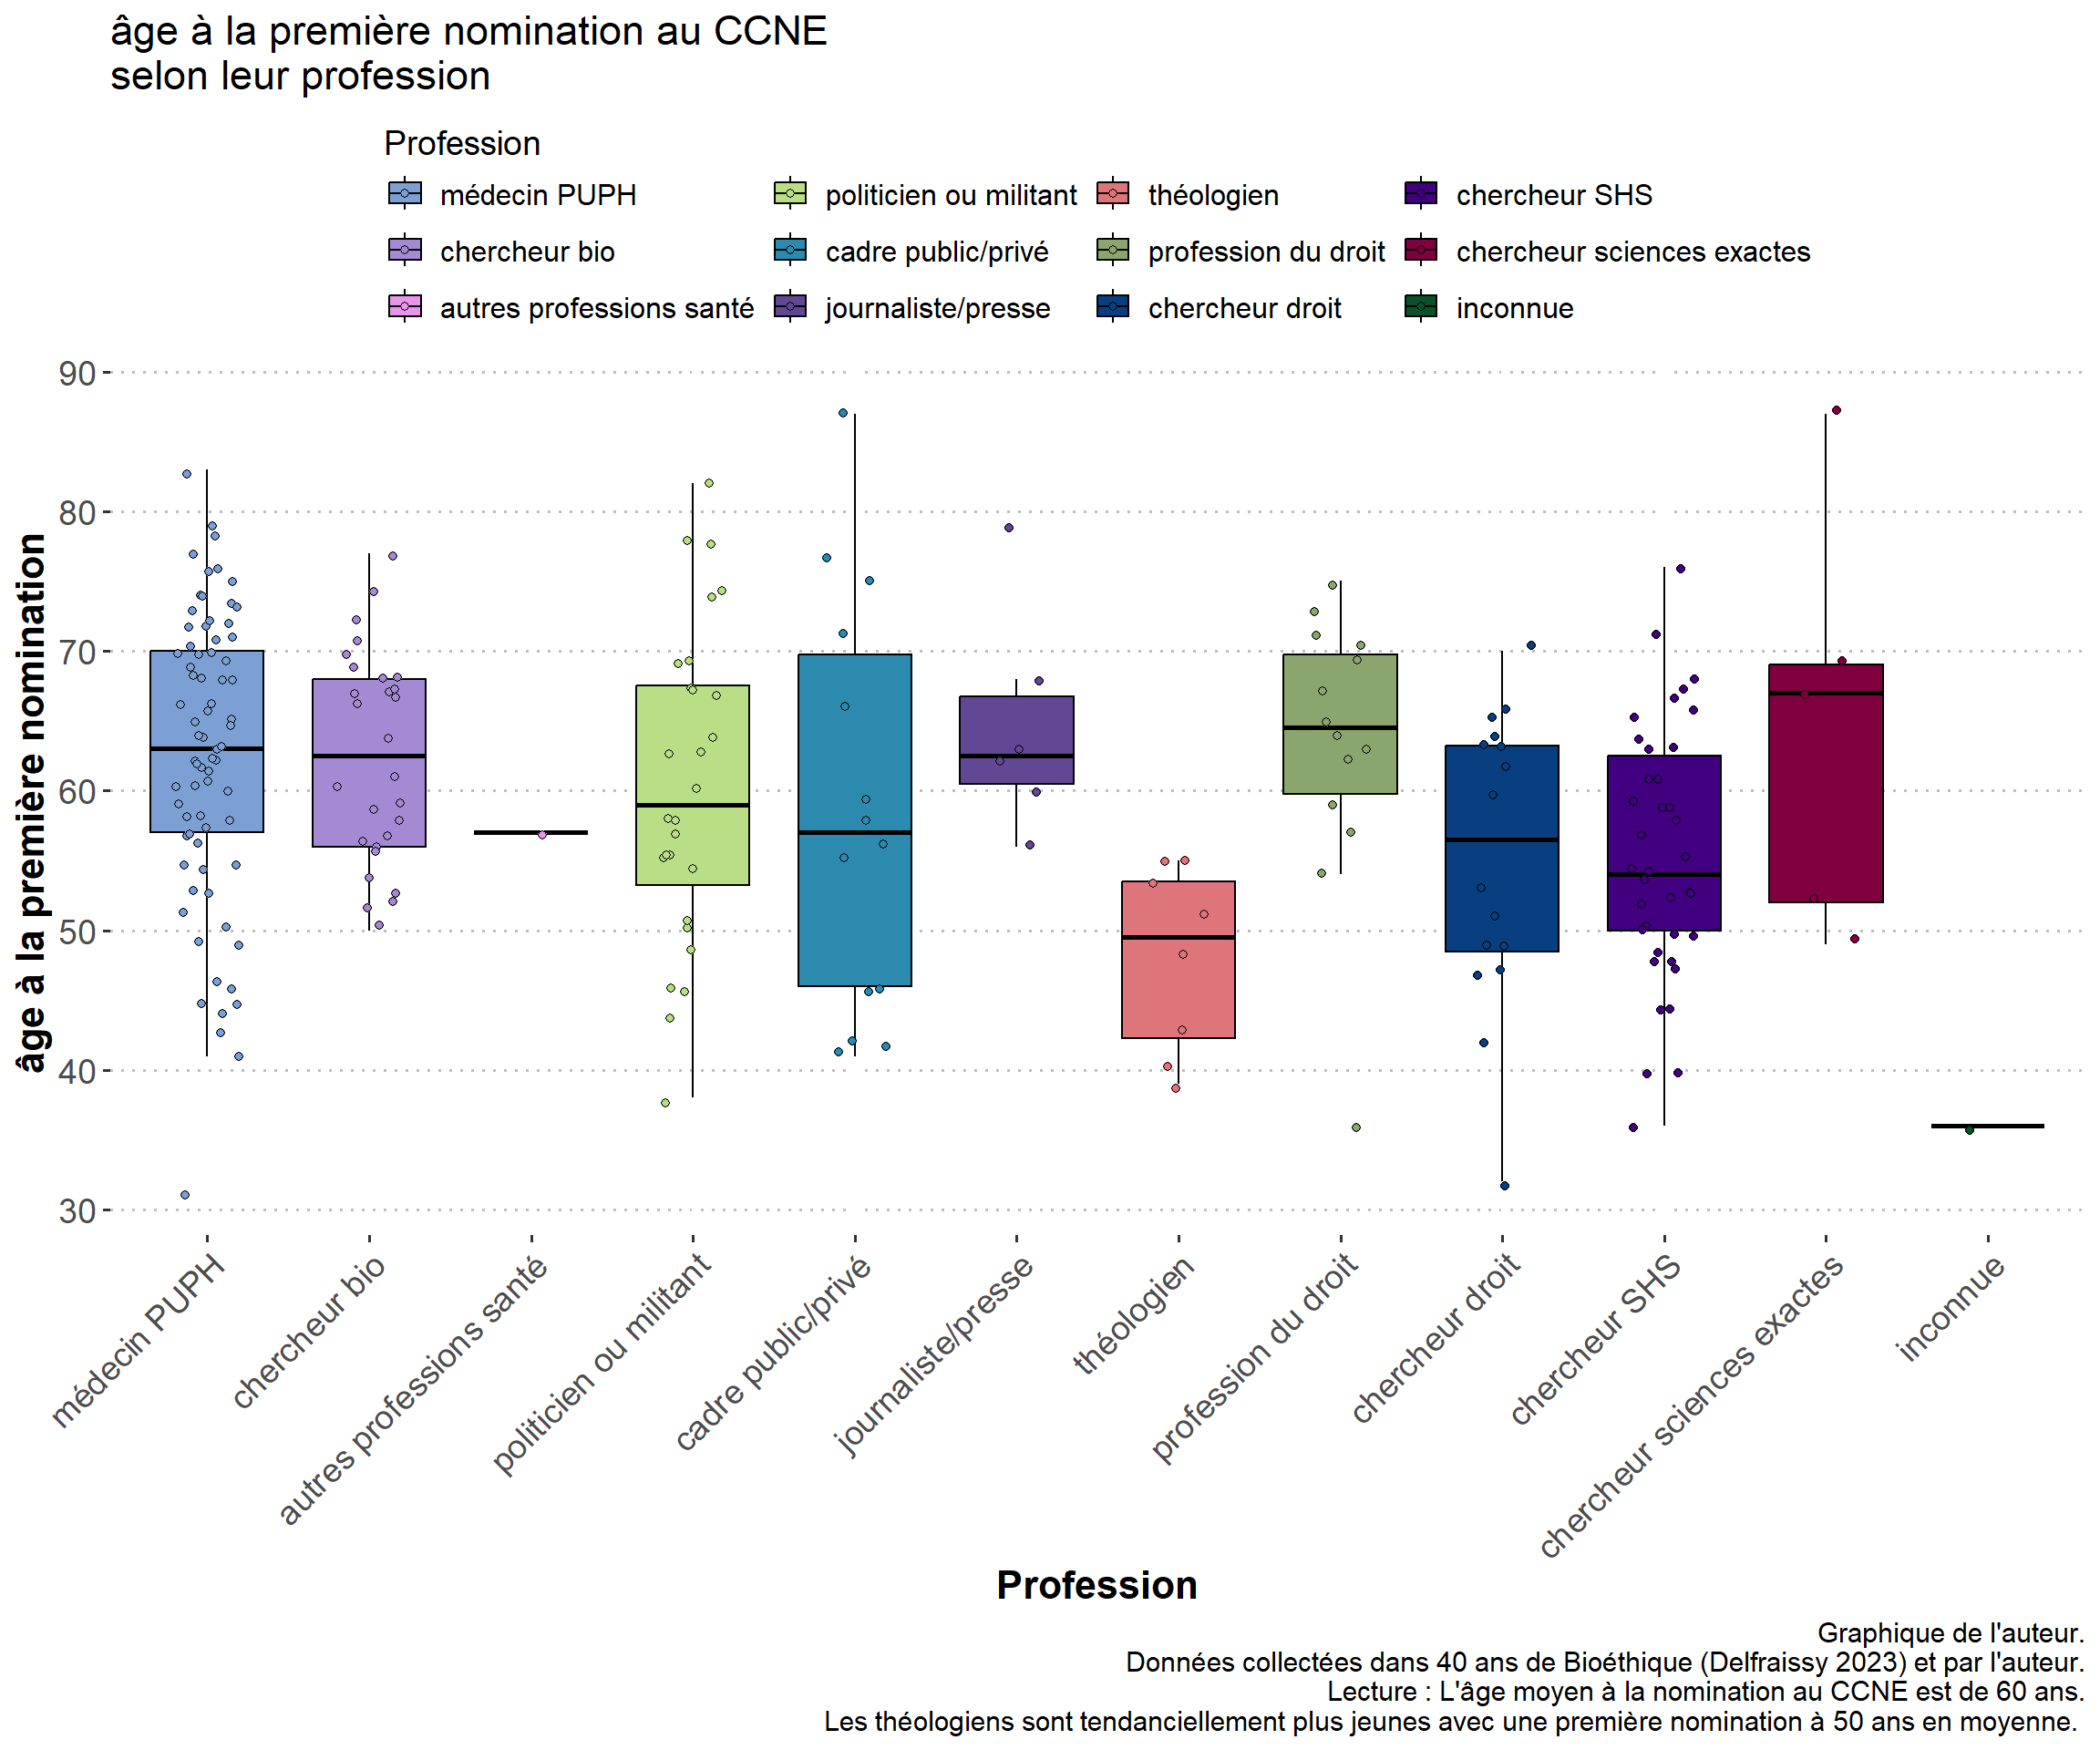 âge à la première nomination au CCNE
selon leur profession
Profession
médecin PUPH
politicien ou militant
théologien
chercheur SHS
chercheur bio
cadre public/privé
profession du droit
chercheur sciences exactes
autres professions santé
journaliste/presse
chercheur droit
inconnue
âge à la première nomination
90
80
70
60
50
40
30
médecin PUPH
chercheur bio
autres professions santé
politicien ou militant
cadre public/privé
journaliste/presse
théologien
profession du droit
chercheur droit
chercheur SHS
chercheur sciences exactes
inconnue
Profession
Graphique de l'auteur.
Données collectées dans 40 ans de Bioéthique (Delfraissy 2023) et par l'auteur.
Lecture : L'âge moyen à la nomination au CCNE est de 60 ans.
Les théologiens sont tendanciellement plus jeunes avec une première nomination à 50 ans en moyenne.